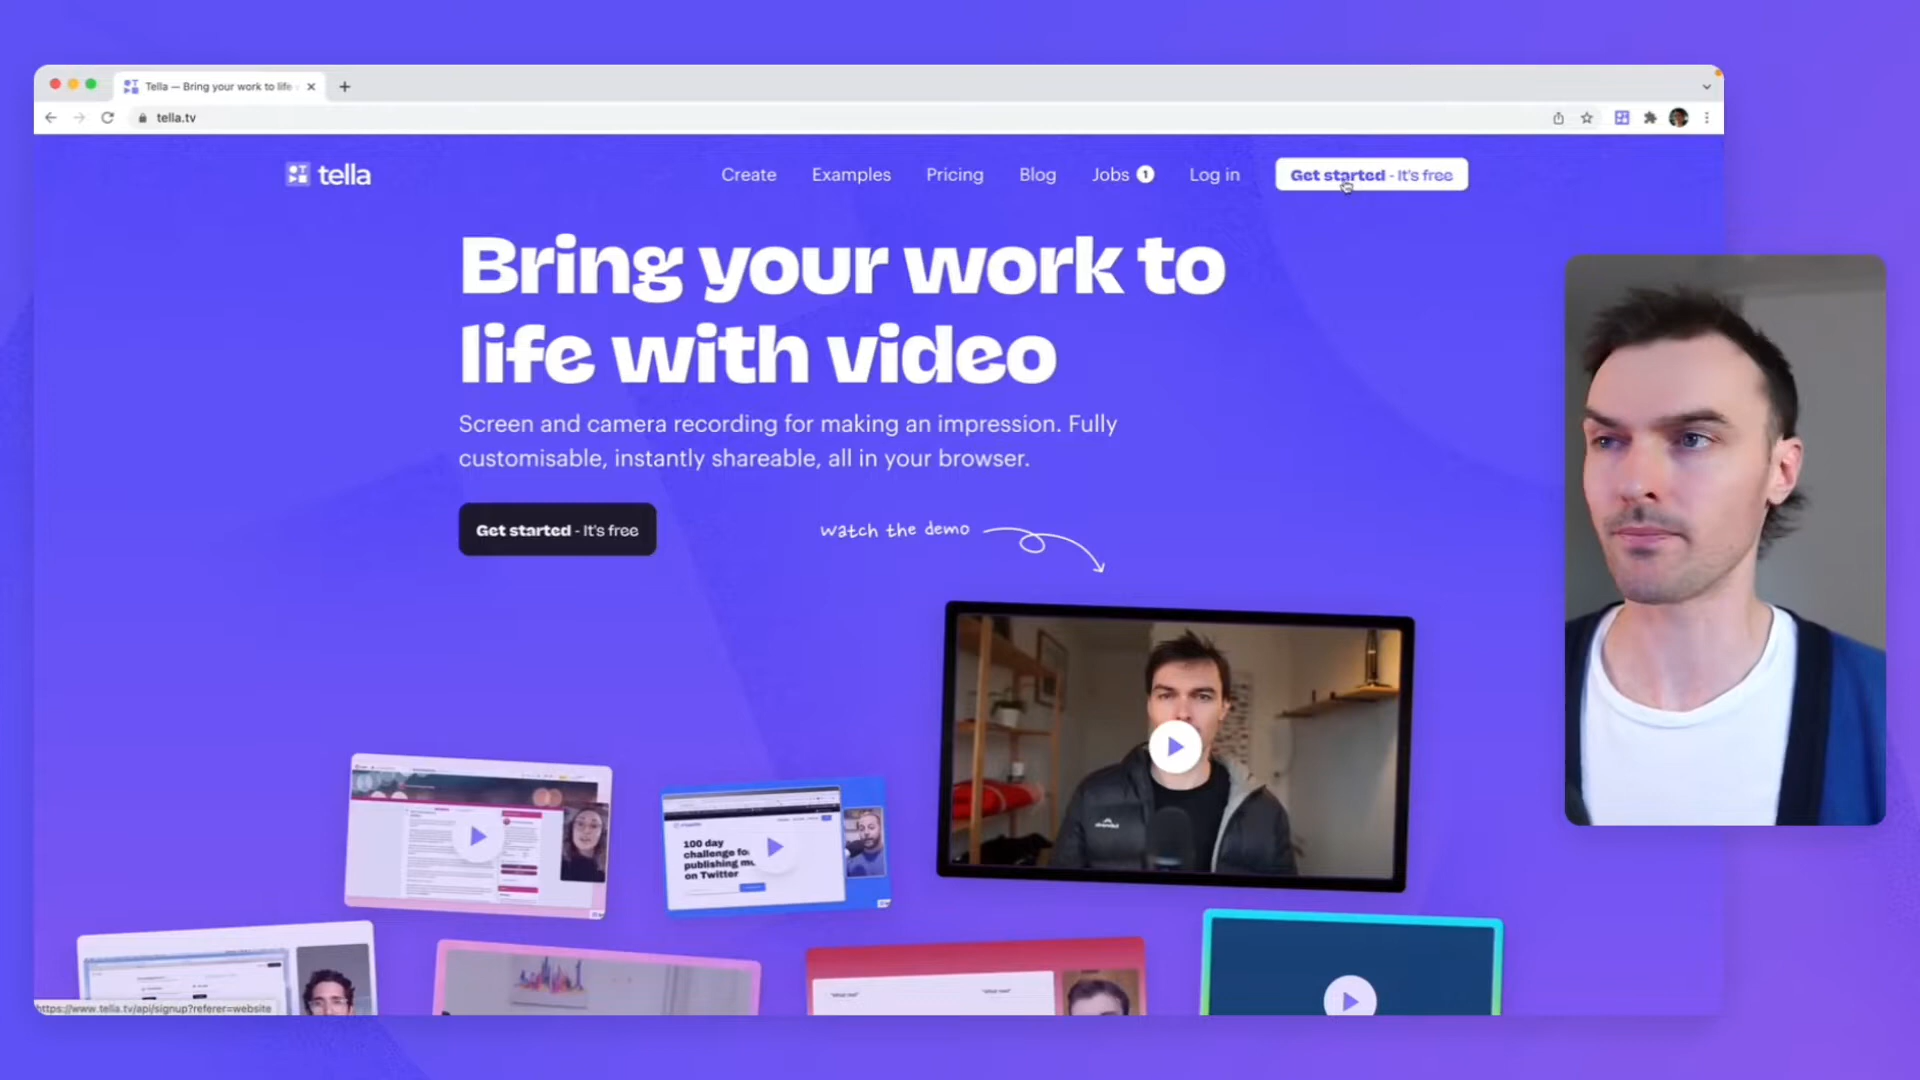 Tella — Bring your work to life
tella.tv
tella
Create
Examples
Pricing
Blog
Jobs 1
Log in
Get started - It's free
Bring your work to
life with video
Screen and camera recording for making an impression. Fully
customisable, instantly shareable, all in your browser.
Get started - It's free
Watch the demo
100 day
challenge fo
publishing
on Twitter
https://www.tella.tv/api/signup?referer=website